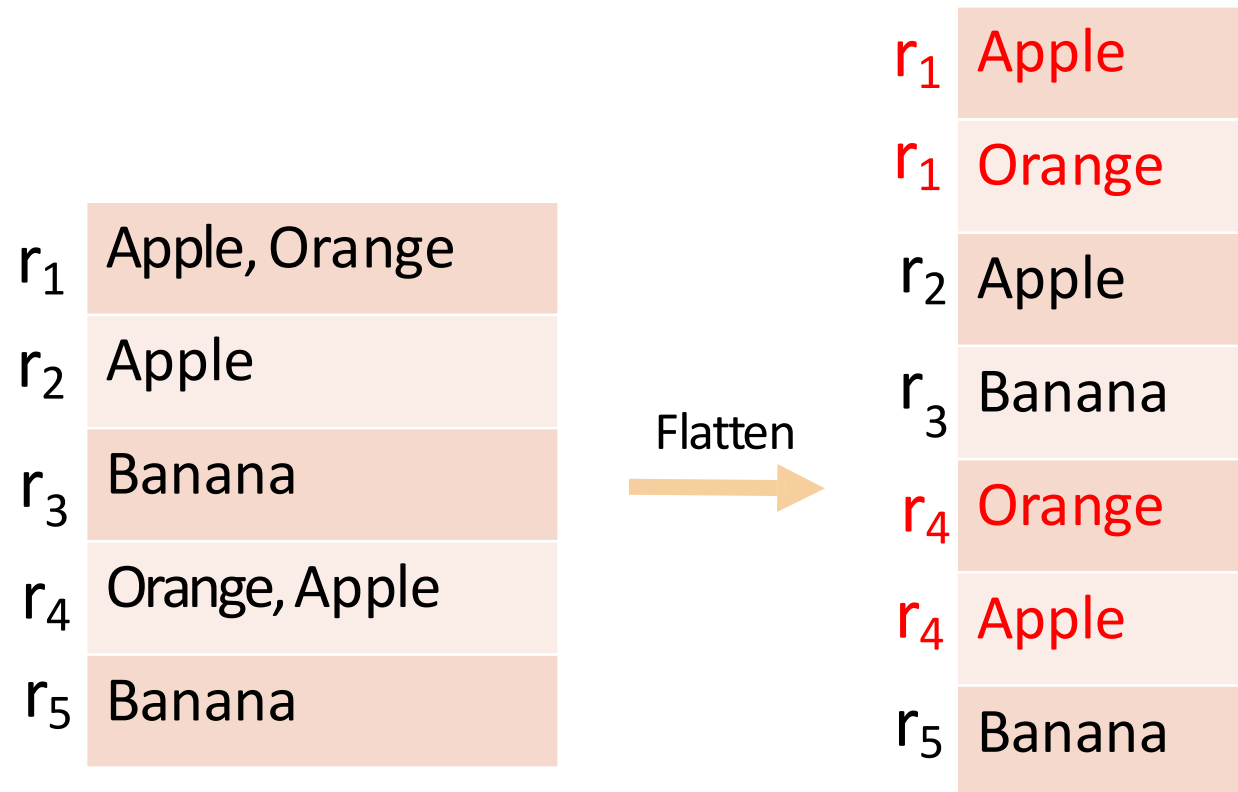 r1 Apple, Orange
r2 Apple
r3 Banana
r4 Orange, Apple
r5 Banana
Flatten
r1 Apple
r1 Orange
r2 Apple
r3 Banana
r4 Orange
r4 Apple
r5 Banana